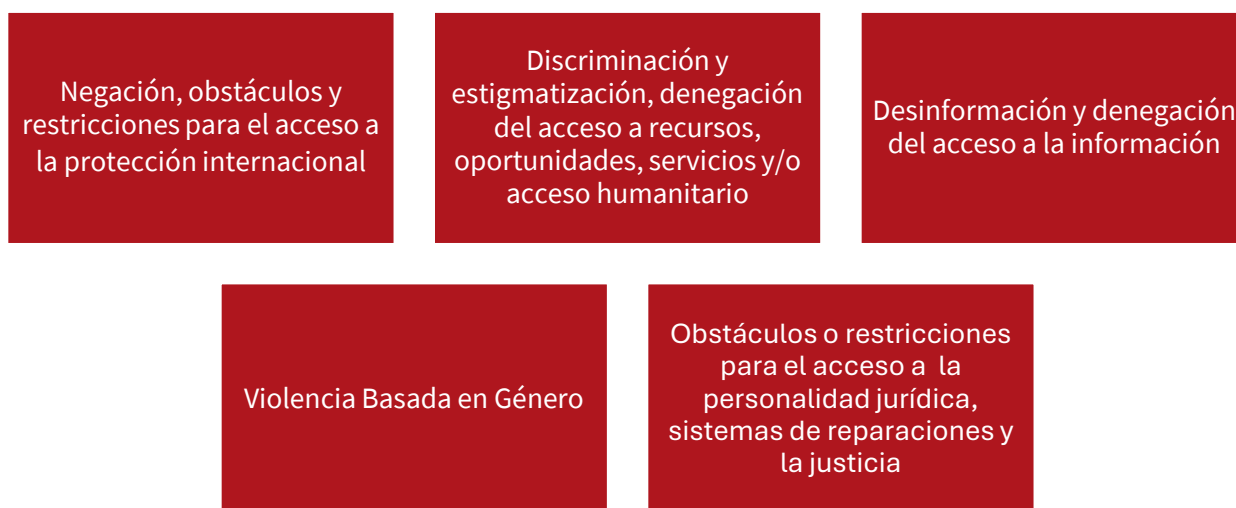 Negación, obstáculos y
restricciones para el acceso a
la protección internacional
Discriminación y
estigmatización, denegación
del acceso a recursos,
oportunidades, servicios y/o
acceso humanitario
Desinformación y denegación
del acceso a la información
Violencia Basada en Género
Obstáculos o restricciones
para el acceso a la
personalidad jurídica,
sistemas de reparaciones y
la justicia